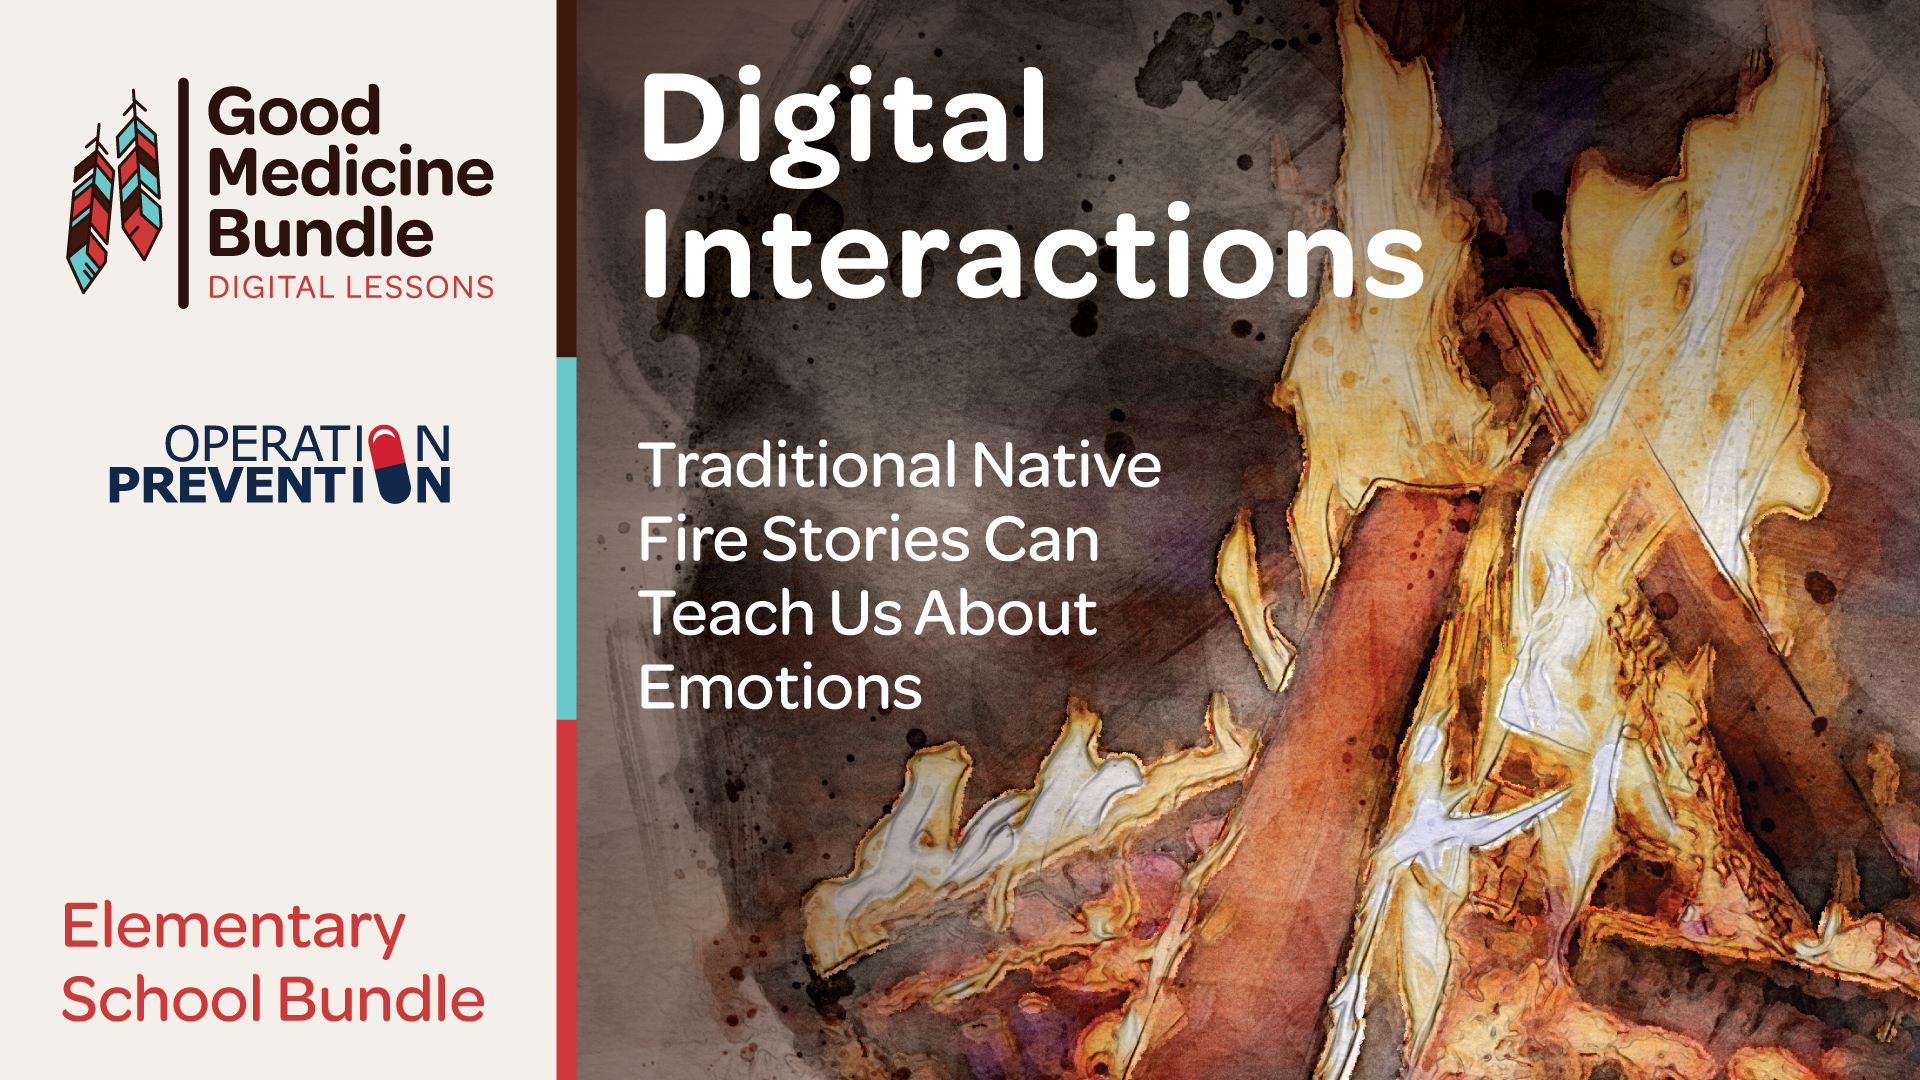 Good
Medicine
Bundle
DIGITAL LESSONS
OPERATION
PREVENTION
Elementary
School Bundle
Digital
Interactions
Traditional Native
Fire Stories Can
Teach Us About
Emotions